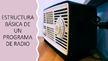 ESTRUCTURA
BÁSICA DE
UN
PROGRAMA
DE RADIO